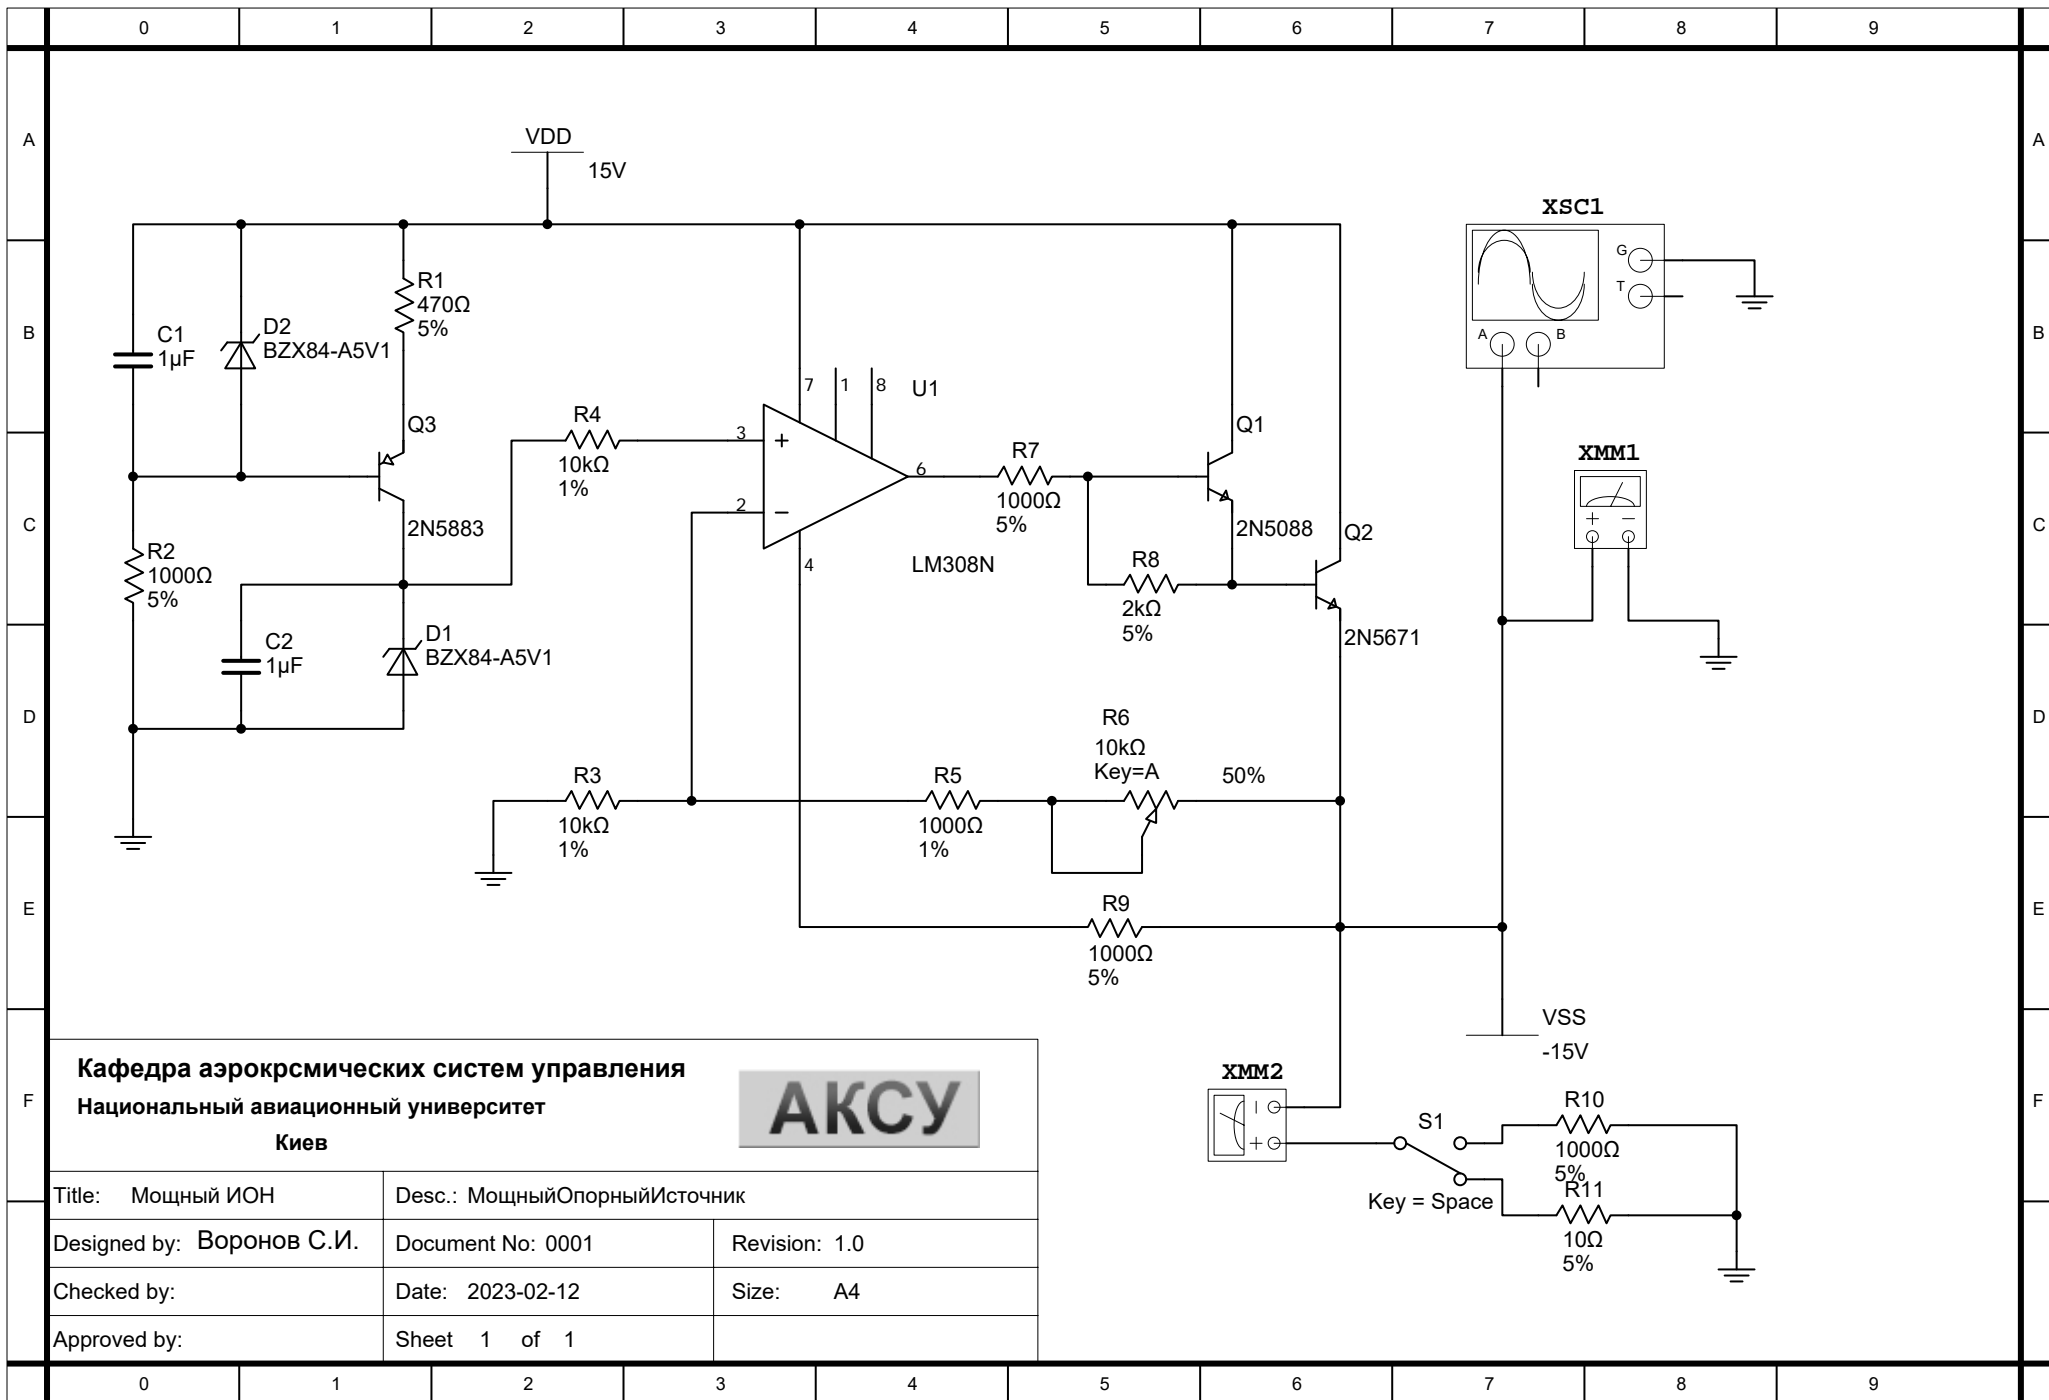 0 1 2 3 4 5 6 7 8 9
A
A
VDD
15V
XSC1
G
T
A
B
B
B
R1
470Ω
5%
C1
1µF
D2
BZX84-A5V1
7
1
8
U1
R4
10kΩ
1%
3
+
2
−
6
4
LM308N
Q3
2N5883
R7
1000Ω
5%
Q1
2N5088
XMM1
+ −
C
C
R2
1000Ω
5%
R8
2kΩ
5%
Q2
2N5671
C2
1µF
D1
BZX84-A5V1
D
D
R6
10kΩ
Key=A
50%
R3
10kΩ
1%
R5
1000Ω
1%
E
E
R9
1000Ω
5%
VSS
-15V
F
F
XMM2
−
+
S1
Key = Space
R10
1000Ω
5%
R11
10Ω
5%
Кафедра аэрокрсмических систем управления
Национальный авиационный университет
Киев
АКСУ
Title: Мощный ИОН
Desc.: МощныйОпорныйИсточник
Designed by: Воронов С.И.
Document No: 0001
Revision: 1.0
Checked by:
Date: 2023-02-12
Size: A4
Approved by:
Sheet 1 of 1
0 1 2 3 4 5 6 7 8 9